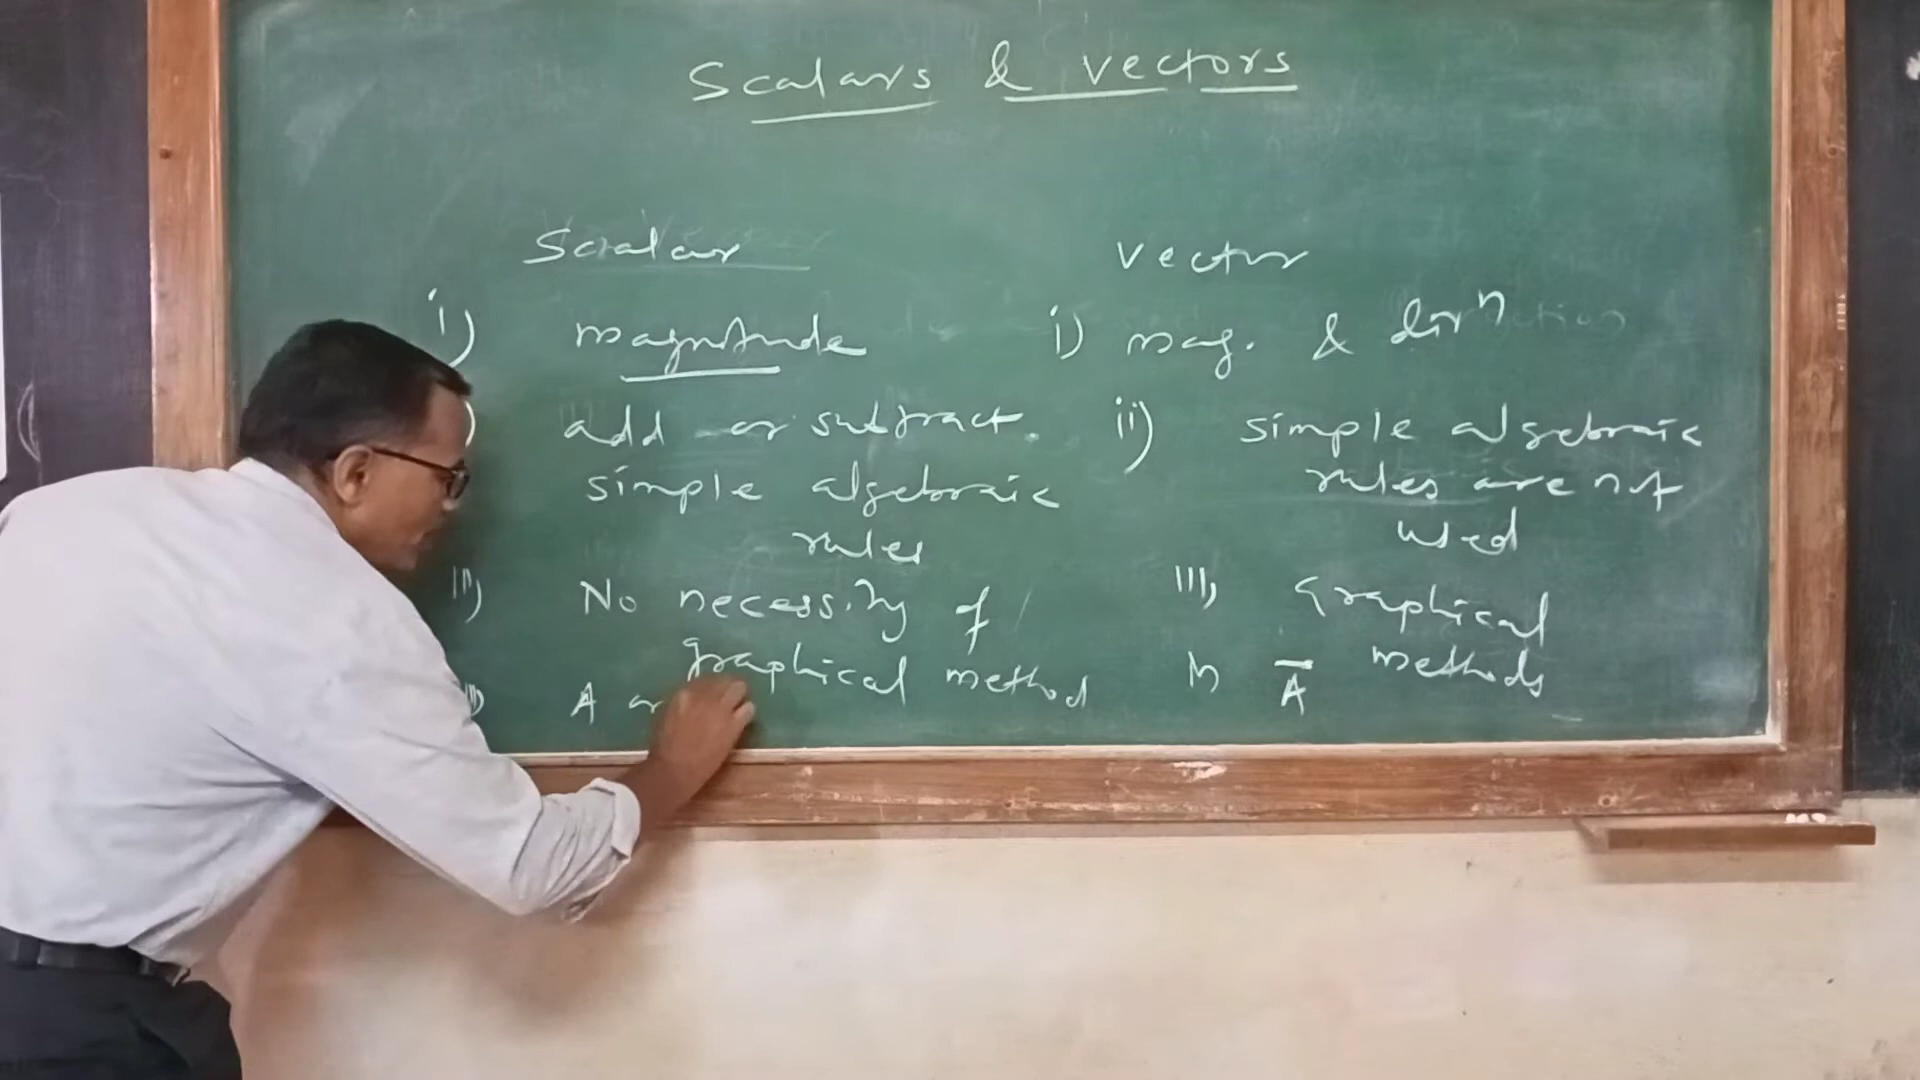 Scalars & vectors
Scalar
i) magnitude
add or subtract.
simple algebraic
rules
No necessity of
graphical method
A or
vector
i) mag. & dirn
ii) simple algebraic
rules are not
used
III) Graphical
methods
A